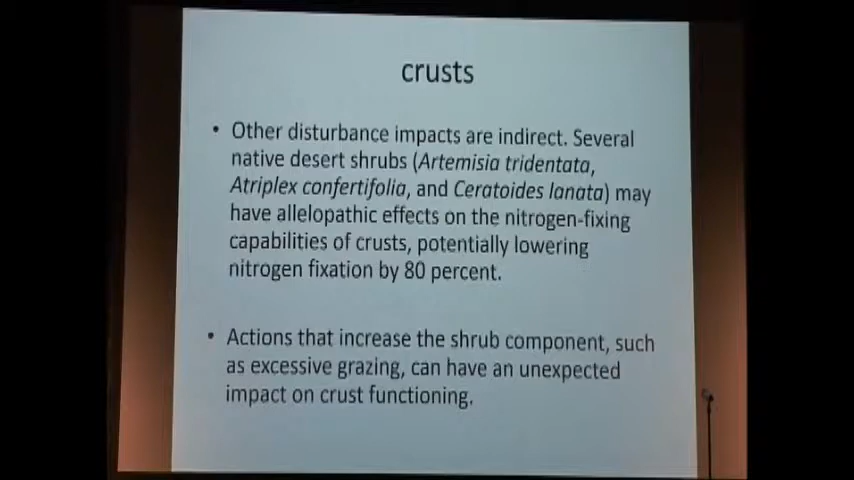 crusts
• Other disturbance impacts are indirect. Several
native desert shrubs (Artemisia tridentata,
Atriplex confertifolia, and Ceratoides lanata) may
have allelopathic effects on the nitrogen-fixing
capabilities of crusts, potentially lowering
nitrogen fixation by 80 percent.
• Actions that increase the shrub component, such
as excessive grazing, can have an unexpected
impact on crust functioning.